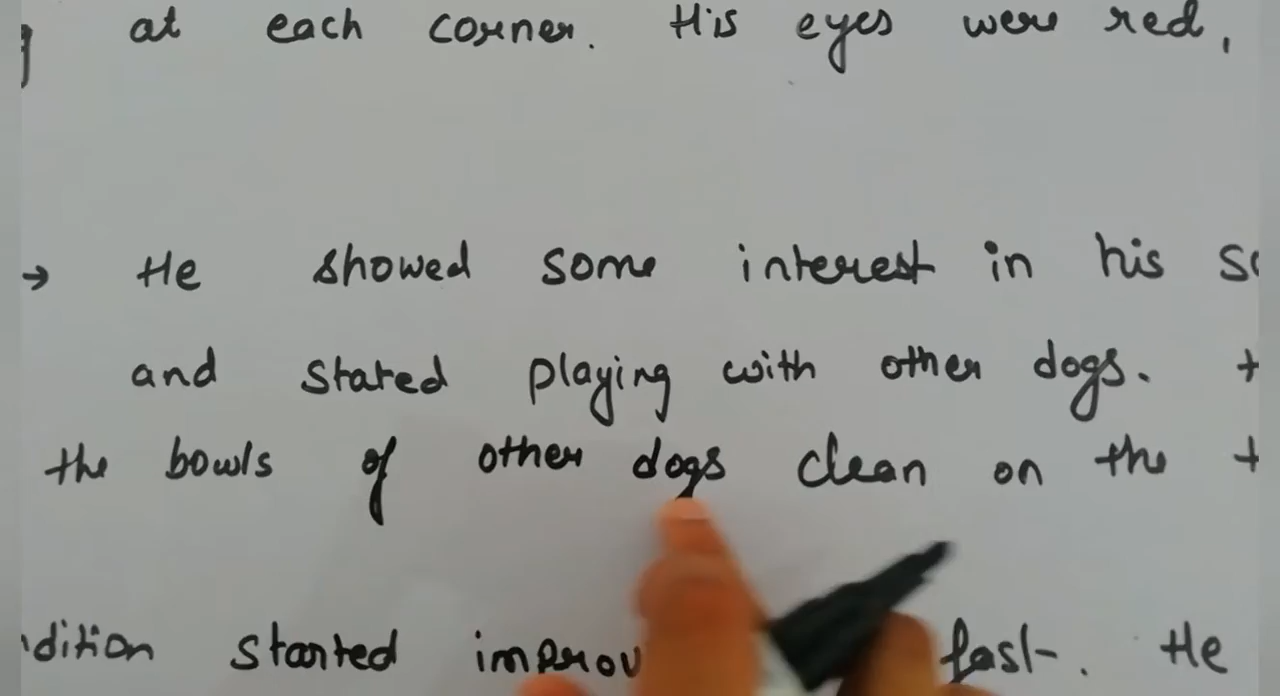 at each corner. His eyes were red,
→ He showed some interest in his
and stated playing with other dogs.
the bowls of other dogs clean on the
started fast. He